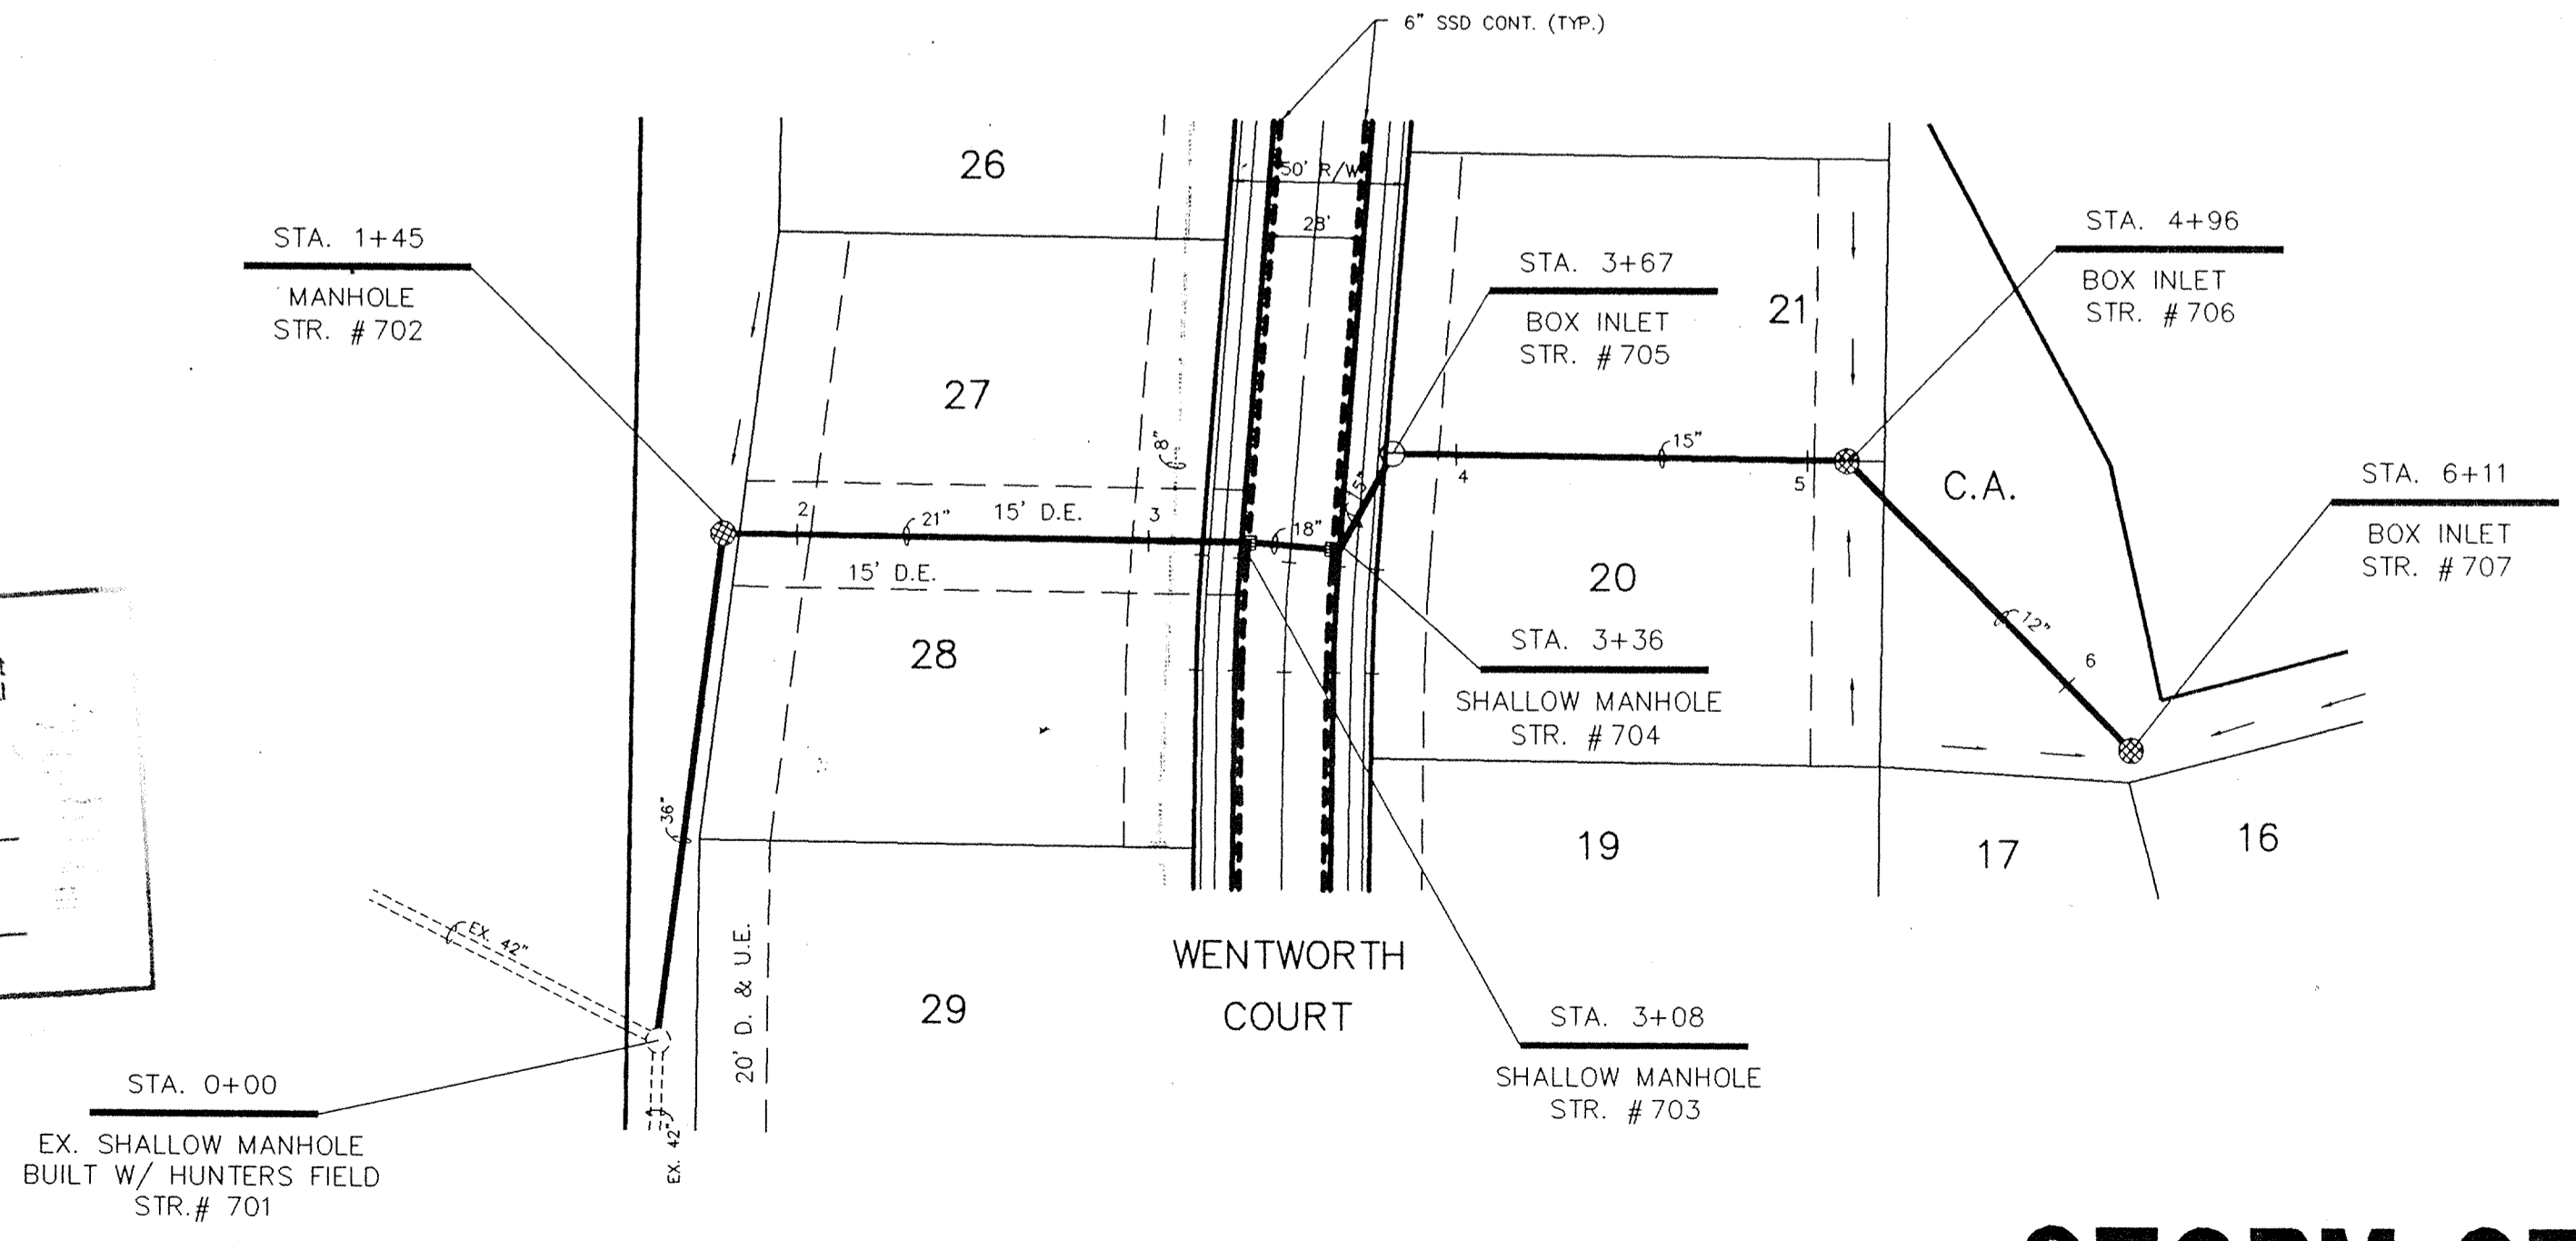 6" SSD CONT. (TYP.)
26
50' R/W
28'
STA. 1+45
MANHOLE
STR. #702
27
8"
STA. 3+67
BOX INLET
STR. #705
21
STA. 4+96
BOX INLET
STR. #706
15"
4
5
C.A.
STA. 6+11
BOX INLET
STR. #707
2
21"
15' D.E.
3
18"
15' D.E.
28
20
12"
6
STA. 3+36
SHALLOW MANHOLE
STR. #704
36"
19
17
16
EX. 42"
20' D. & U.E.
29
WENTWORTH
COURT
STA. 3+08
SHALLOW MANHOLE
STR. #703
STA. 0+00
EX. SHALLOW MANHOLE
BUILT W/ HUNTERS FIELD
STR.# 701
EX. 42"